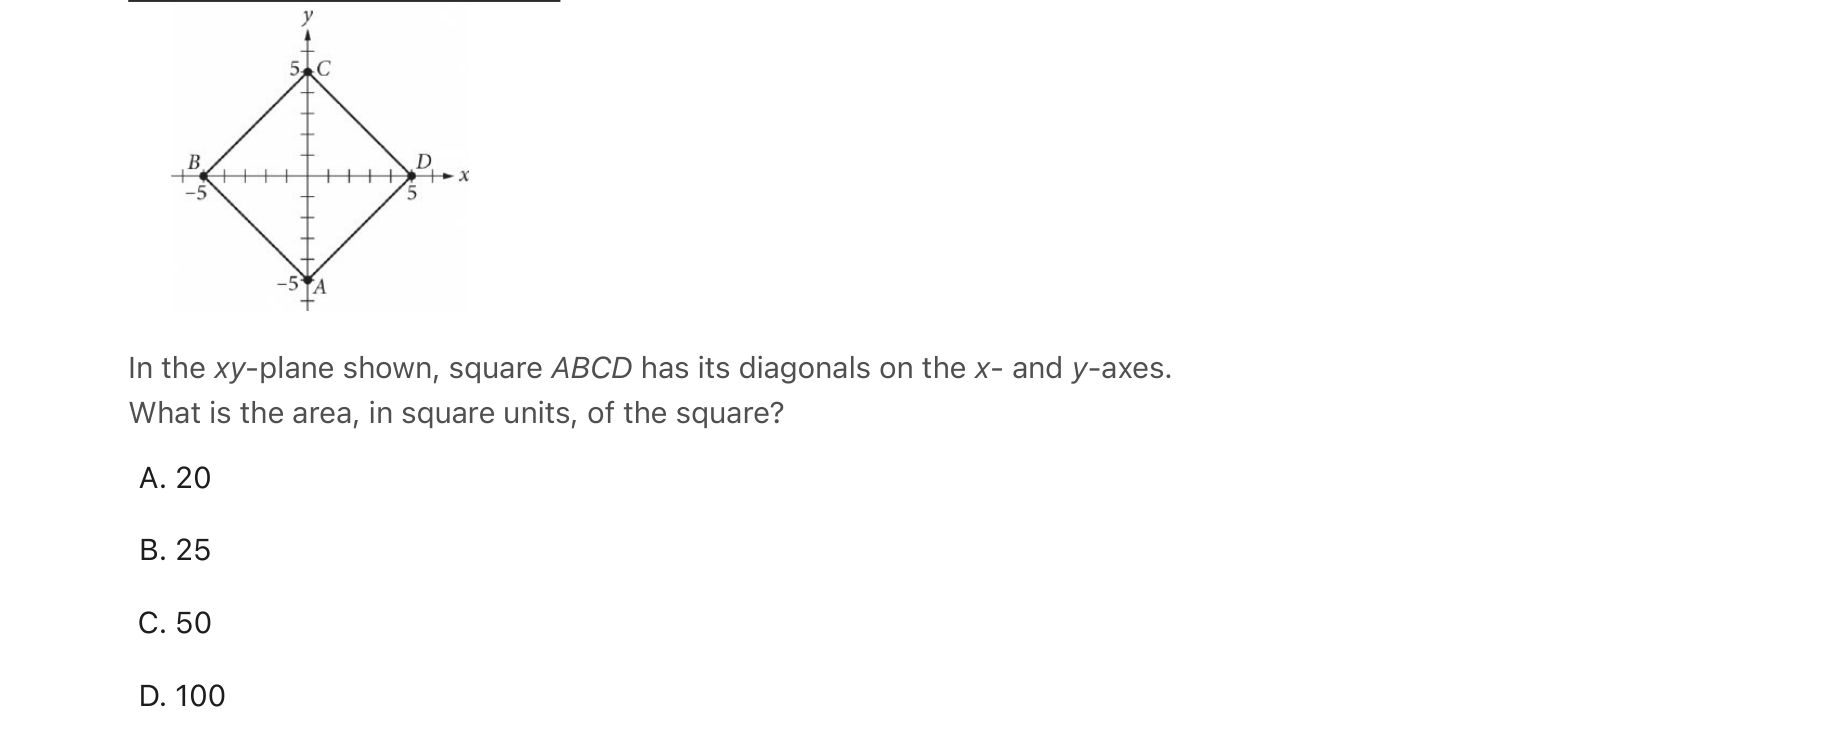 y
5 C
B
D
x
-5
5
-5 A
In the xy-plane shown, square ABCD has its diagonals on the x- and y-axes.
What is the area, in square units, of the square?
A. 20
B. 25
C. 50
D. 100